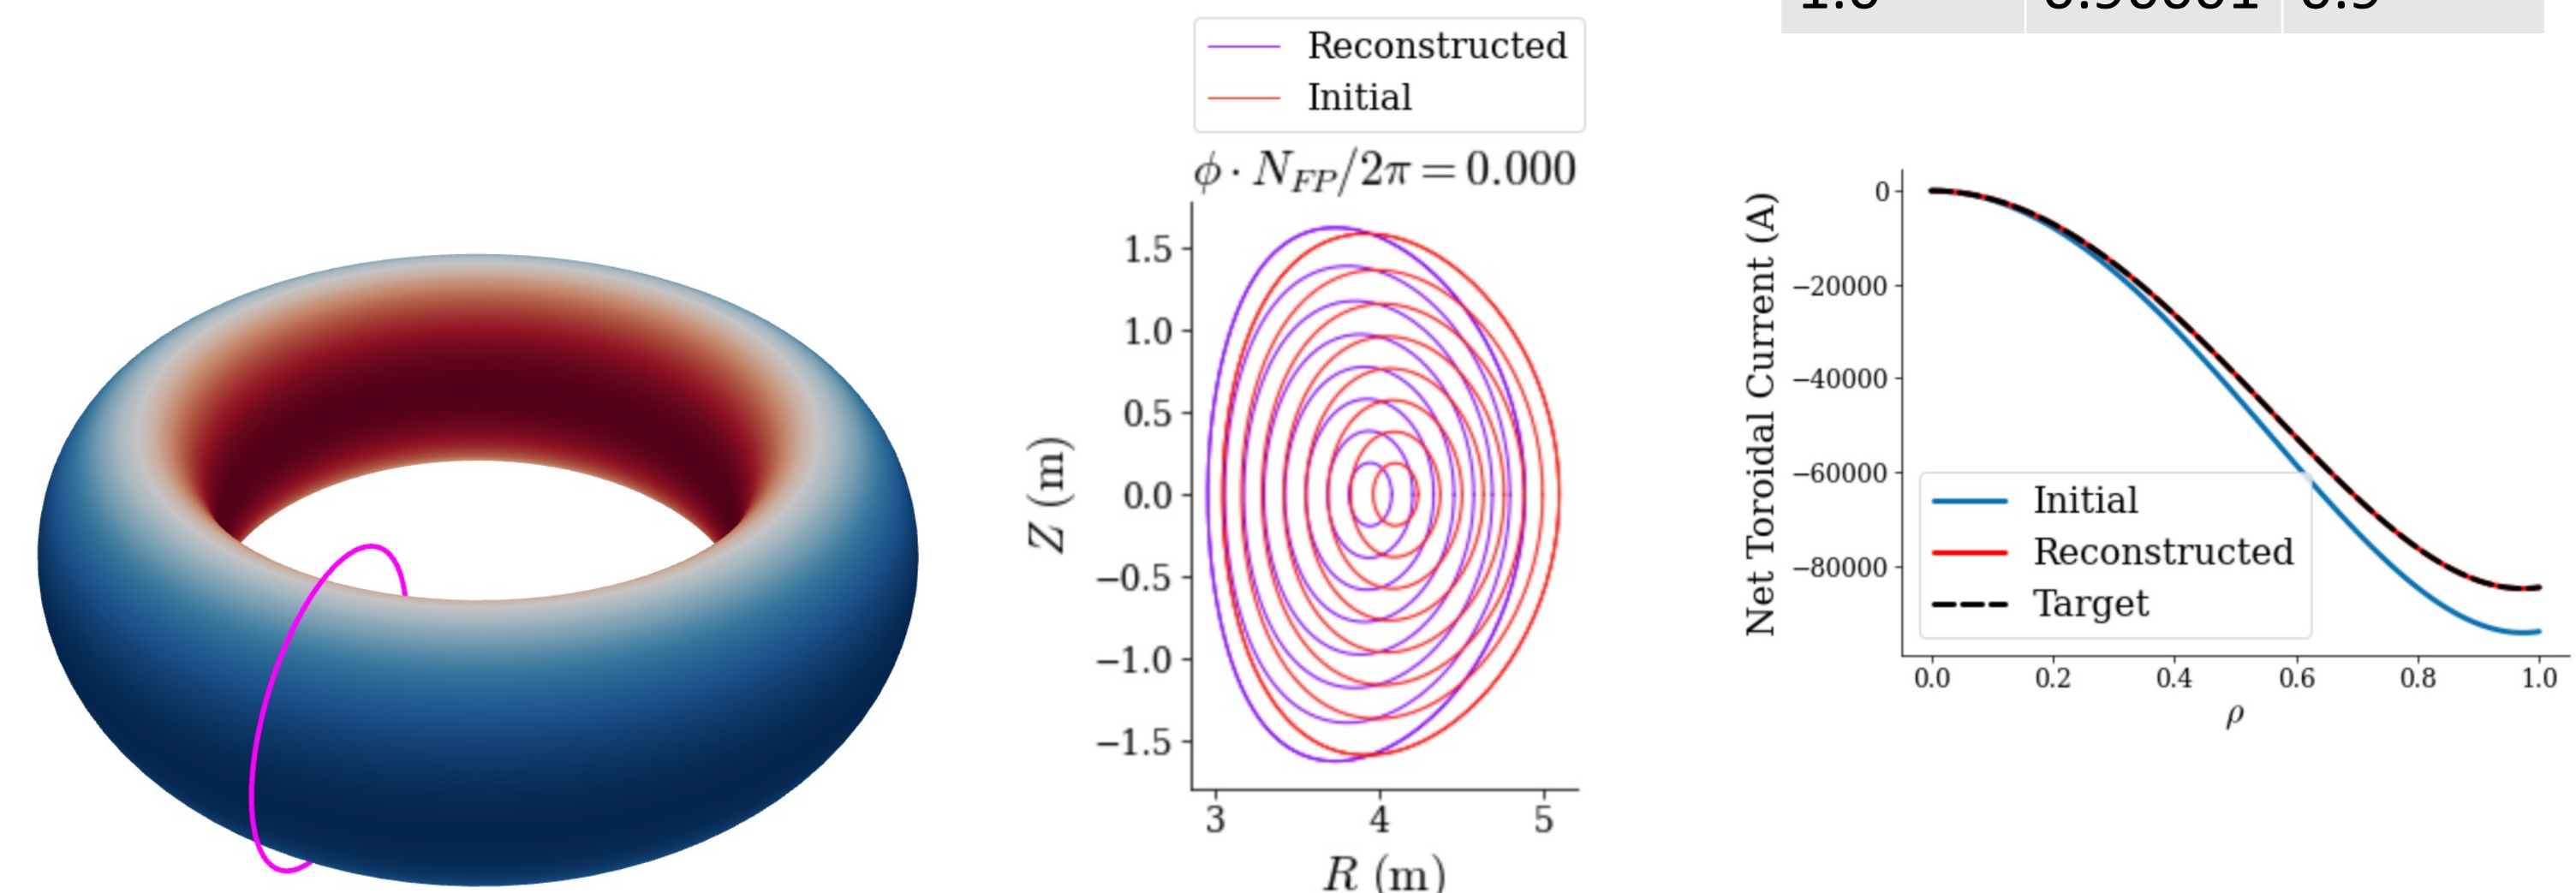 Reconstructed
Initial
ϕ · N_{FP}/2π = 0.000
1.5
1.0
0.5
0.0
−0.5
−1.0
−1.5
Z (m)
3 4 5
R (m)
0
−20000
−40000
−60000
−80000
Net Toroidal Current (A)
Initial
Reconstructed
Target
0.0 0.2 0.4 0.6 0.8 1.0
ρ